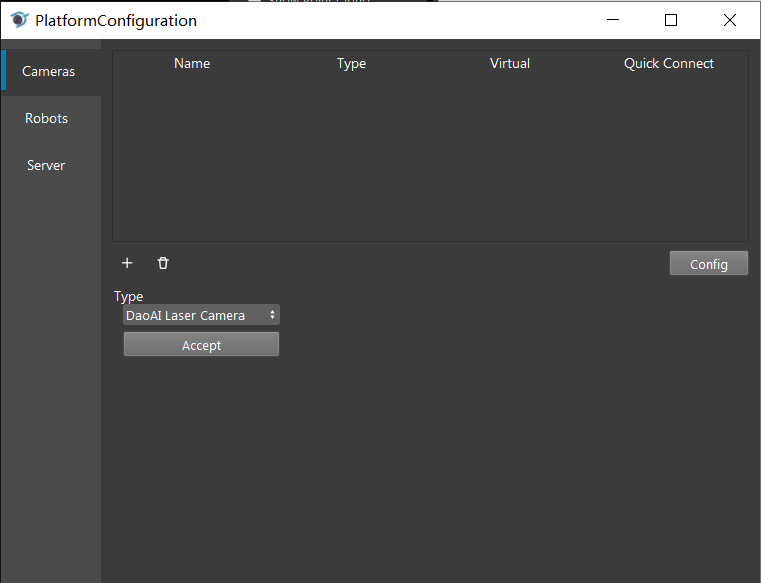 PlatformConfiguration
Cameras
Robots
Server
Name Type Virtual Quick Connect
Config
Type
DaoAI Laser Camera
Accept